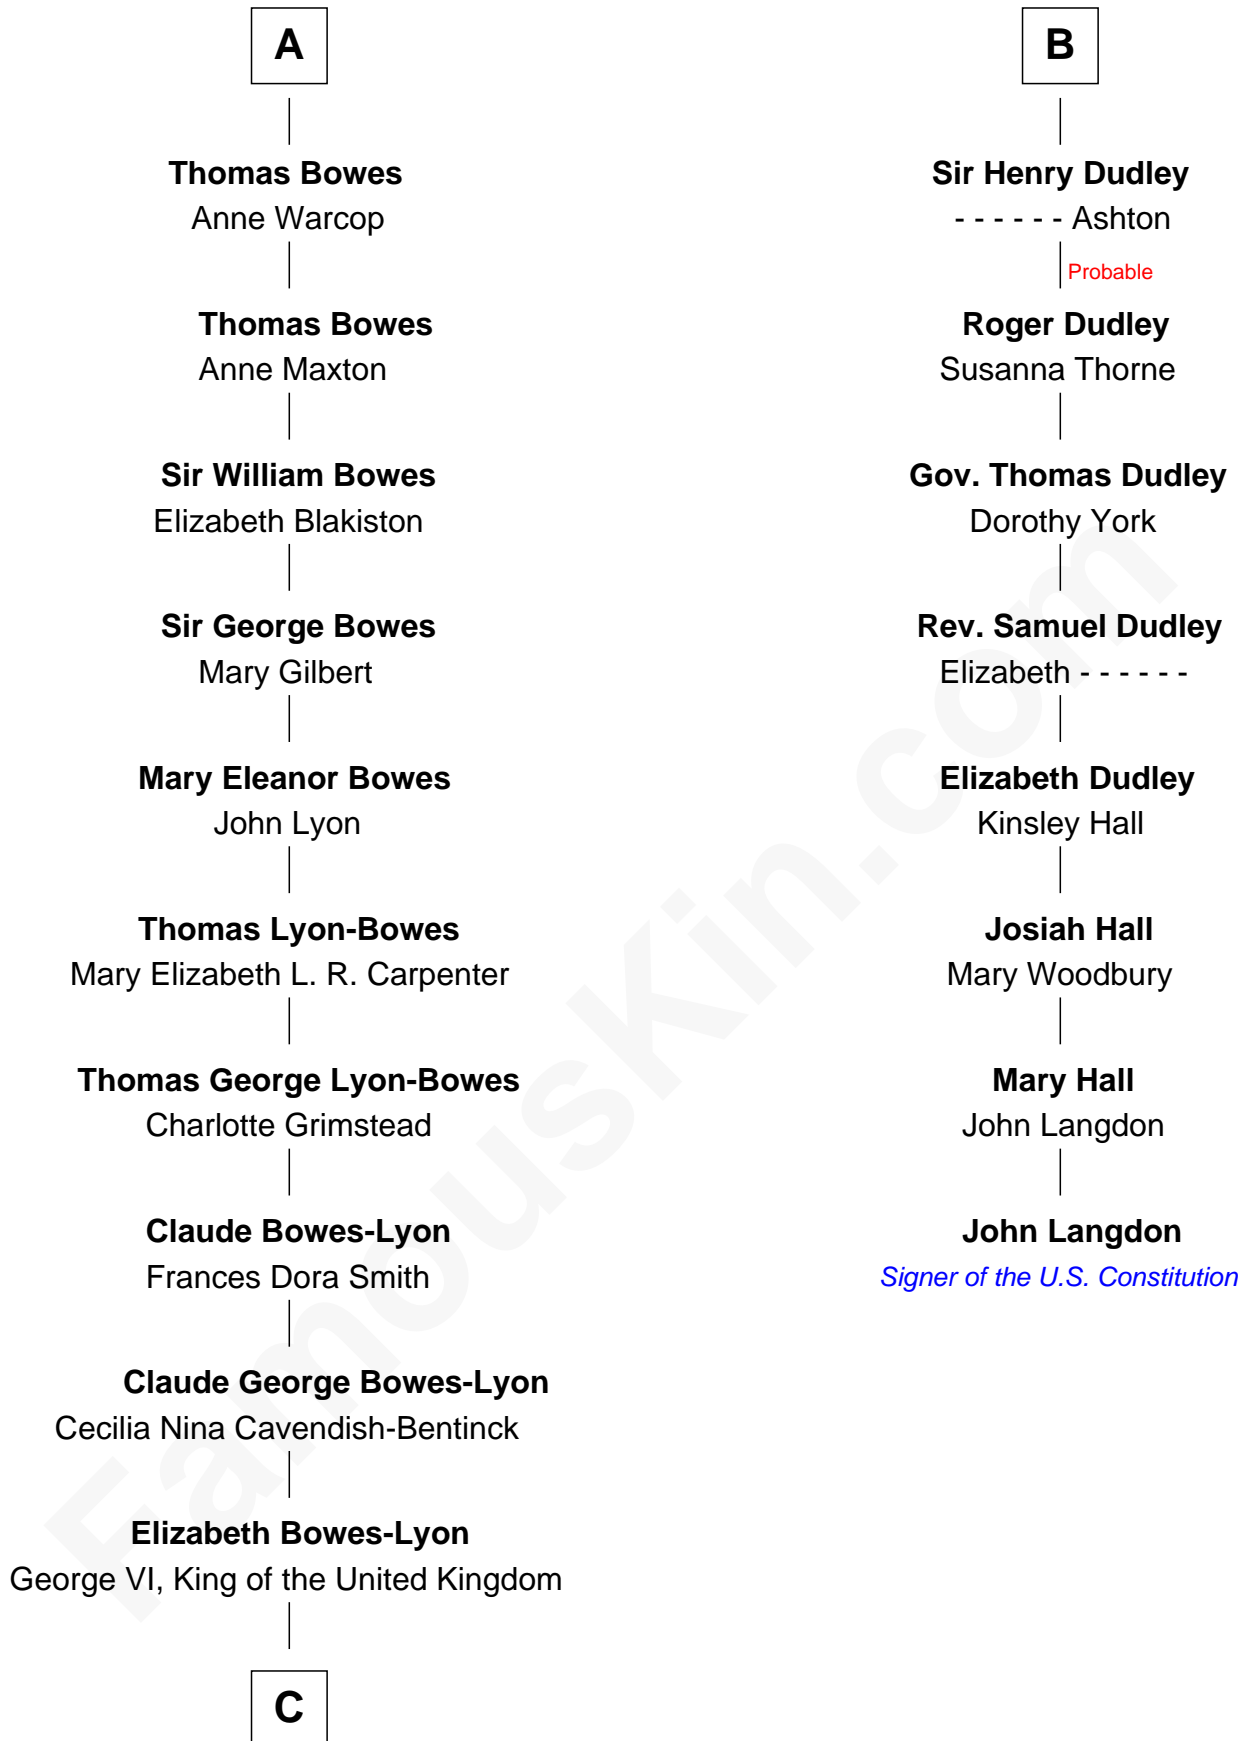 A
Thomas Bowes
Anne Warcop
Thomas Bowes
Anne Maxton
Sir William Bowes
Elizabeth Blakiston
Sir George Bowes
Mary Gilbert
Mary Eleanor Bowes
John Lyon
Thomas Lyon-Bowes
Mary Elizabeth L. R. Carpenter
Thomas George Lyon-Bowes
Charlotte Grimstead
Claude Bowes-Lyon
Frances Dora Smith
Claude George Bowes-Lyon
Cecilia Nina Cavendish-Bentinck
Elizabeth Bowes-Lyon
George VI, King of the United Kingdom
C
B
Sir Henry Dudley
- - - - - - Ashton
Probable
Roger Dudley
Susanna Thorne
Gov. Thomas Dudley
Dorothy York
Rev. Samuel Dudley
Elizabeth - - - - - -
Elizabeth Dudley
Kinsley Hall
Josiah Hall
Mary Woodbury
Mary Hall
John Langdon
John Langdon
Signer of the U.S. Constitution
FamousKin.com